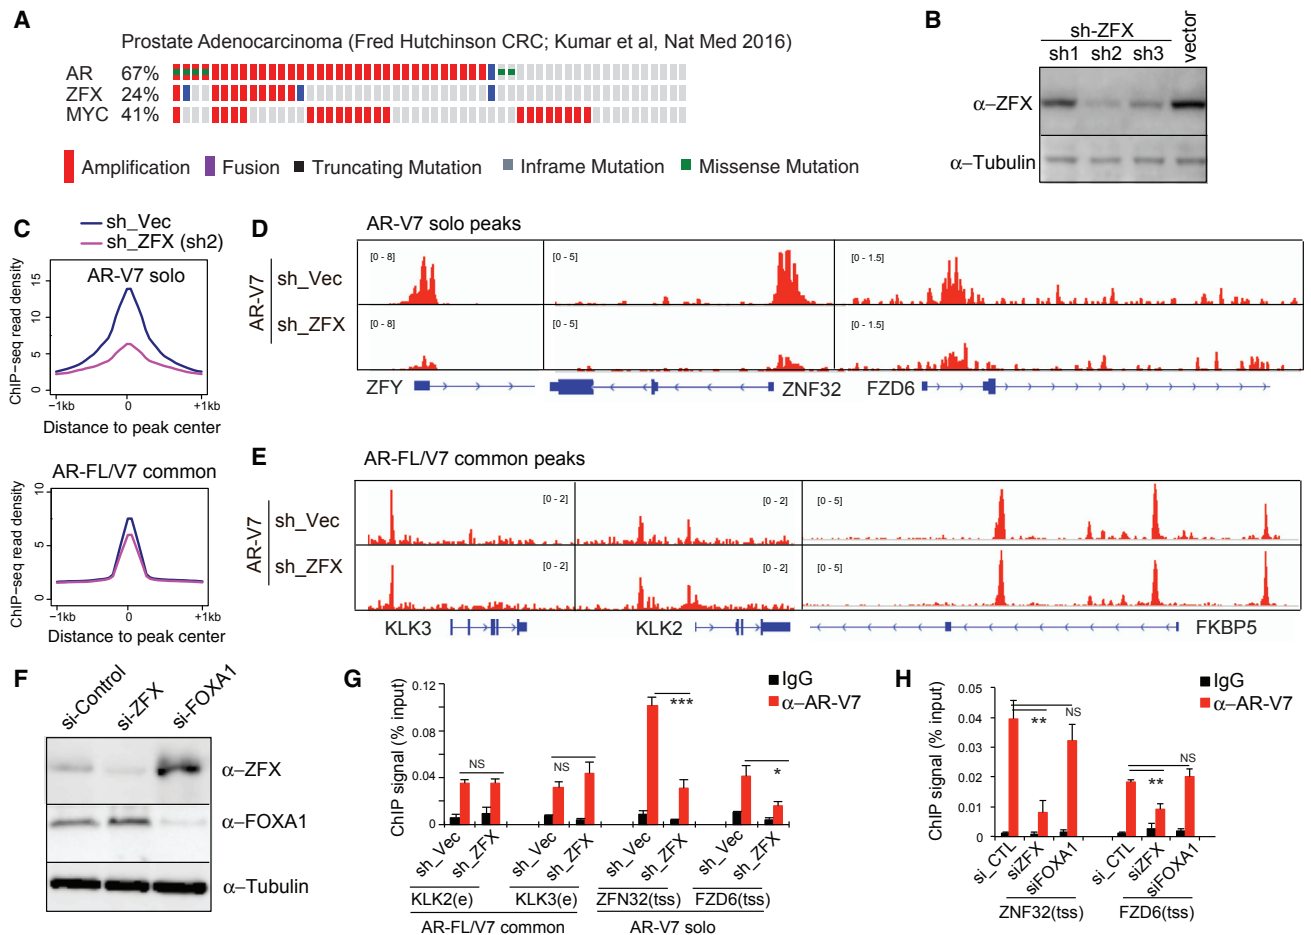 A
Prostate Adenocarcinoma (Fred Hutchinson CRC; Kumar et al, Nat Med 2016)
AR 67%
ZFX 24%
MYC 41%
Amplification Fusion Truncating Mutation Inframe Mutation Missense Mutation
B
sh-ZFX
sh1 sh2 sh3 vector
α−ZFX
α−Tubulin
C
sh_Vec
sh_ZFX (sh2)
AR-V7 solo
ChIP−seq read density
15
10
5
0
−1kb 0 +1kb
Distance to peak center
AR-FL/V7 common
ChIP−seq read density
10
5
0
−1kb 0 +1kb
Distance to peak center
D
AR-V7 solo peaks
AR-V7
sh_Vec
[0 - 8] [0 - 5] [0 - 1.5]
sh_ZFX
[0 - 8] [0 - 5] [0 - 1.5]
ZFY ZNF32 FZD6
E
AR-FL/V7 common peaks
AR-V7
sh_Vec
[0 - 2] [0 - 2] [0 - 5]
sh_ZFX
[0 - 2] [0 - 2] [0 - 5]
KLK3 KLK2 FKBP5
F
si-Control si-ZFX si-FOXA1
α−ZFX
α−FOXA1
α−Tubulin
G
IgG
α−AR-V7
ChIP signal (% input)
0.12
0.08
0.04
0
NS NS *** *
sh_Vec sh_ZFX sh_Vec sh_ZFX sh_Vec sh_ZFX sh_Vec sh_ZFX
KLK2(e) KLK3(e) ZFN32(tss) FZD6(tss)
AR-FL/V7 common AR-V7 solo
H
IgG
α−AR-V7
ChIP signal (% input)
0.05
0.04
0.03
0.02
0.01
0
** NS ** NS
si_CTL siZFX siFOXA1 si_CTL siZFX siFOXA1
ZNF32(tss) FZD6(tss)